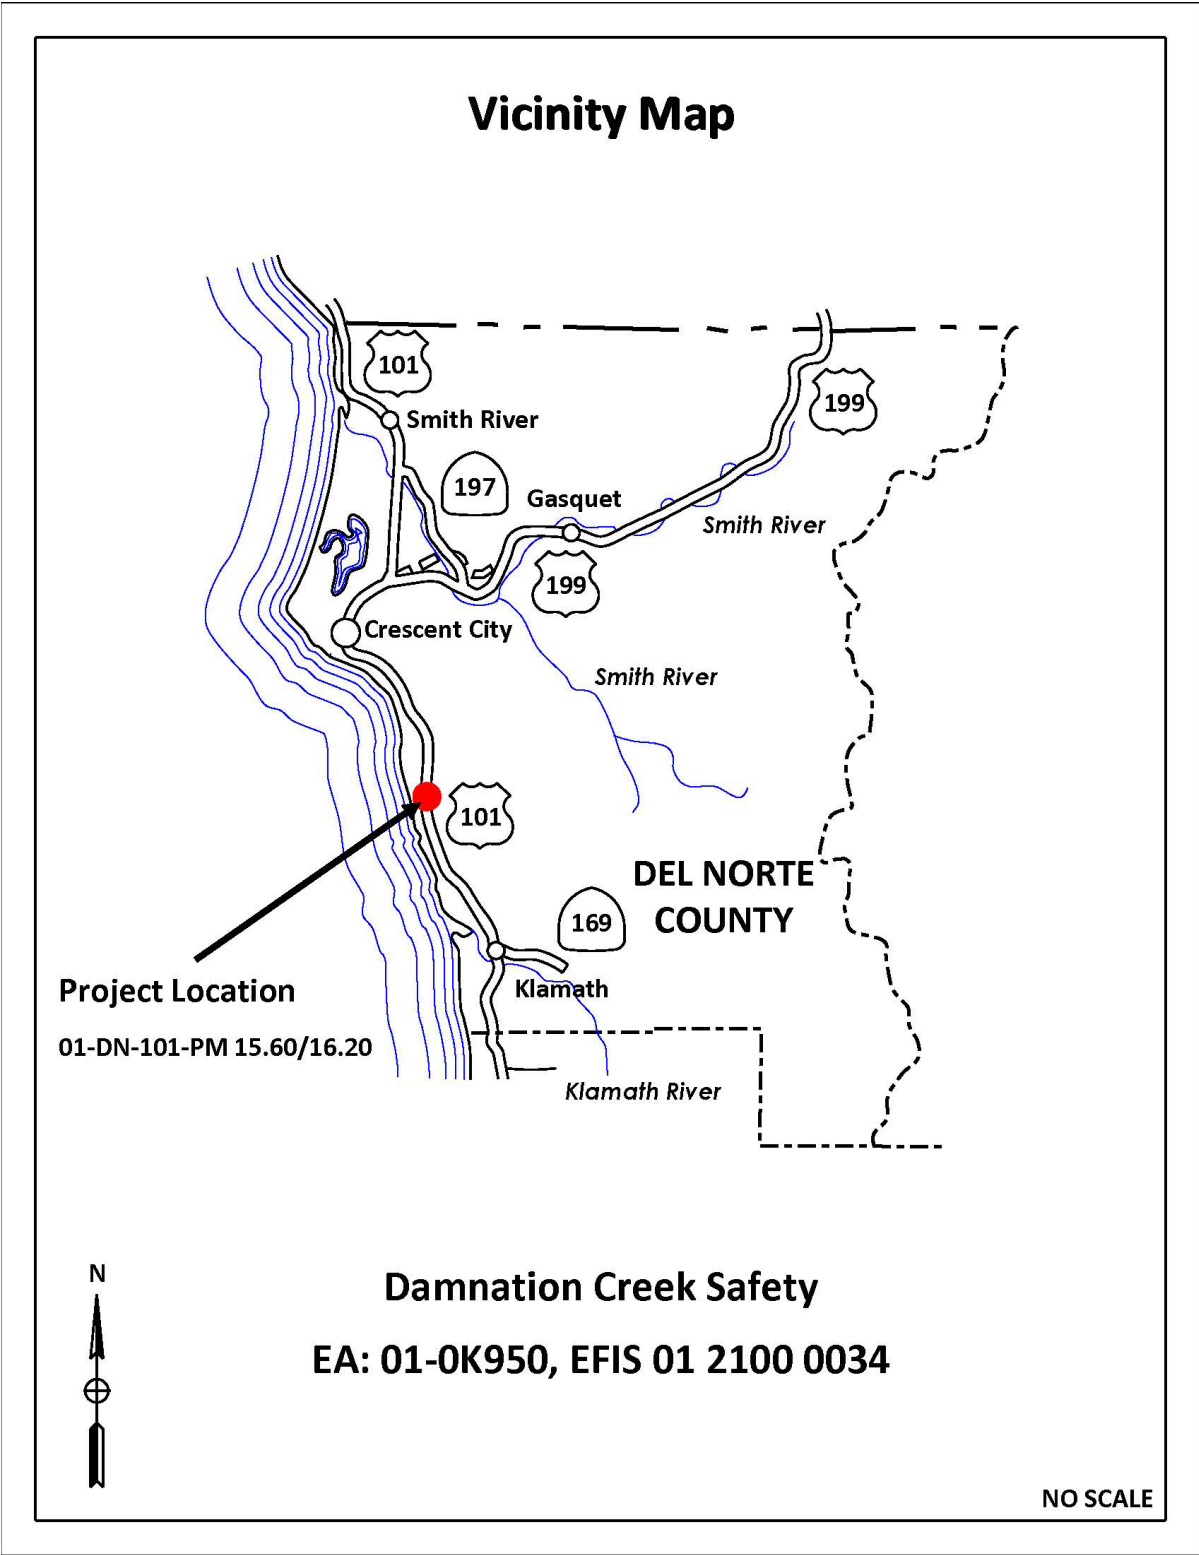 Vicinity Map
101
199
Smith River
197
Gasquet
Smith River
199
Crescent City
Smith River
101
DEL NORTE
COUNTY
169
Project Location
Klamath
01-DN-101-PM 15.60/16.20
Klamath River
N
Damnation Creek Safety
EA: 01-0K950, EFIS 01 2100 0034
NO SCALE